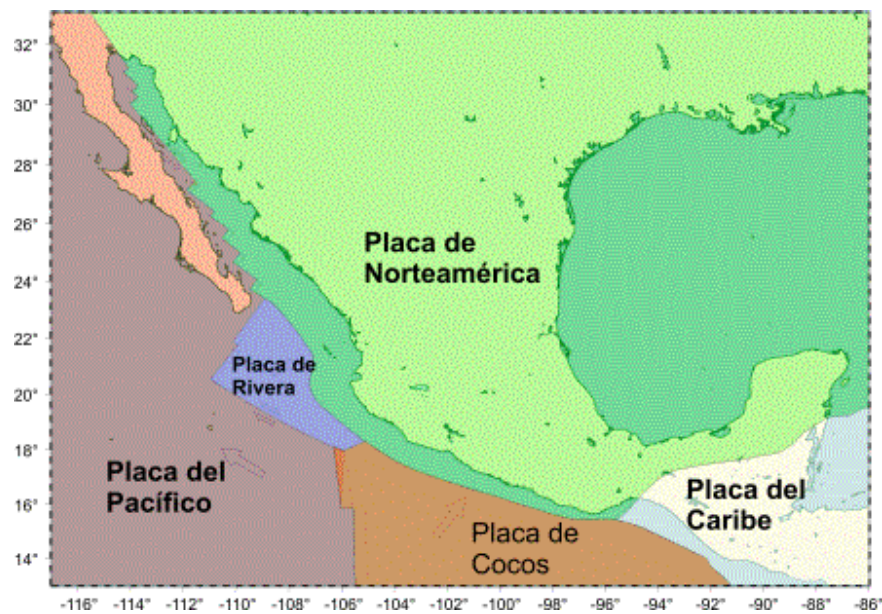 32°
30°
28°
26°
24°
22°
20°
18°
16°
14°
Placa de
Norteamérica
Placa de
Rivera
Placa del
Pacífico
Placa de
Cocos
Placa del
Caribe
-116° -114° -112° -110° -108° -106° -104° -102° -100° -98° -96° -94° -92° -90° -88° -86°